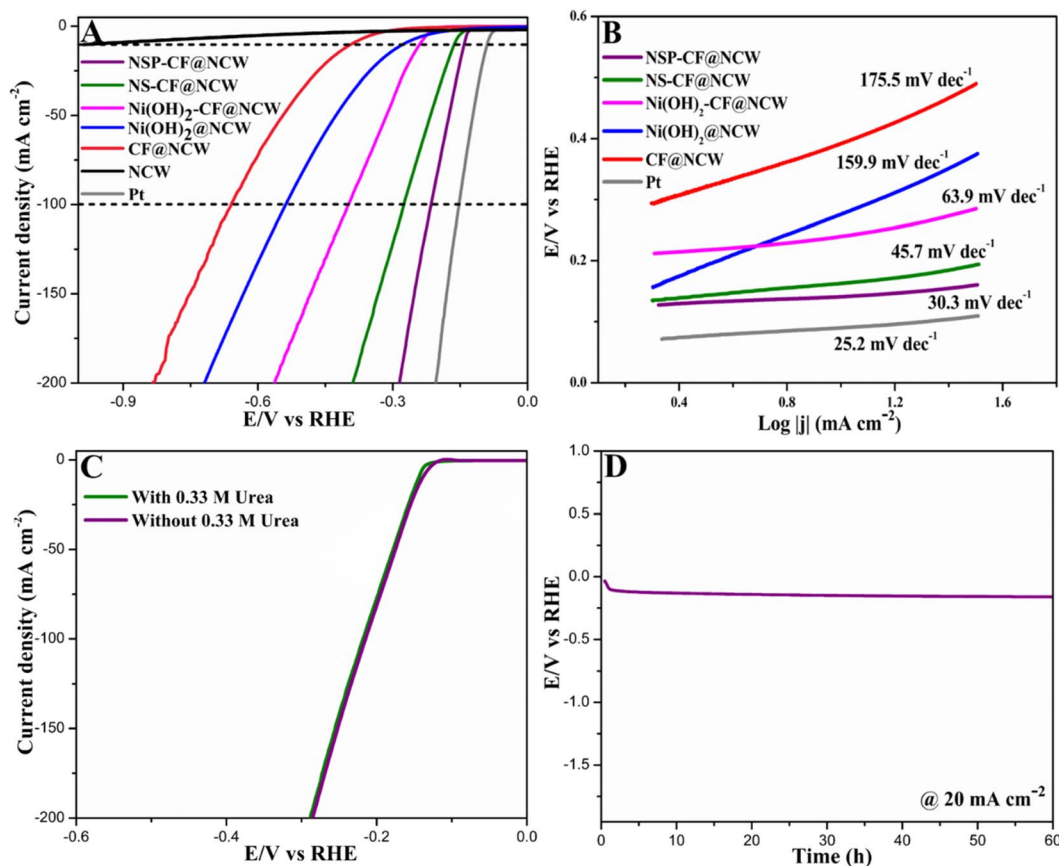 A
0
-50
-100
-150
-200
Current density (mA cm⁻²)
NSP-CF@NCW
NS-CF@NCW
Ni(OH)₂-CF@NCW
Ni(OH)₂@NCW
CF@NCW
NCW
Pt
-0.9 -0.6 -0.3 0.0
E/V vs RHE
B
0.6
0.4
0.2
0.0
E/V vs RHE
NSP-CF@NCW
NS-CF@NCW
Ni(OH)₂-CF@NCW
Ni(OH)₂@NCW
CF@NCW
Pt
175.5 mV dec⁻¹
159.9 mV dec⁻¹
63.9 mV dec⁻¹
45.7 mV dec⁻¹
30.3 mV dec⁻¹
25.2 mV dec⁻¹
0.4 0.8 1.2 1.6
Log |j| (mA cm⁻²)
C
0
-50
-100
-150
-200
Current density (mA cm⁻²)
With 0.33 M Urea
Without 0.33 M Urea
-0.6 -0.4 -0.2 0.0
E/V vs RHE
D
1.0
0.5
0.0
-0.5
-1.0
-1.5
E/V vs RHE
@ 20 mA cm⁻²
0 10 20 30 40 50 60
Time (h)